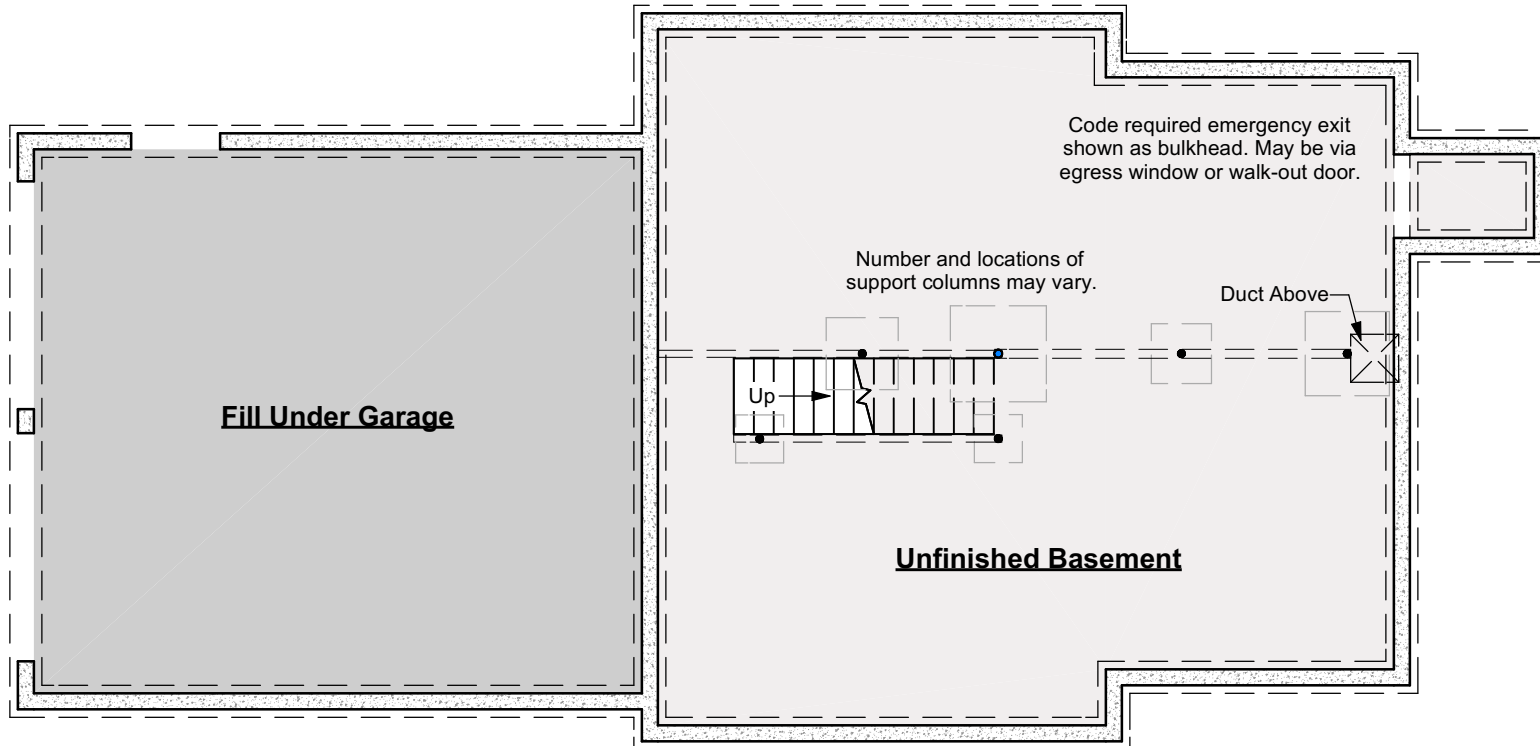 Code required emergency exit
shown as bulkhead. May be via
egress window or walk-out door.
Number and locations of
support columns may vary.
Duct Above
Up
Fill Under Garage
Unfinished Basement